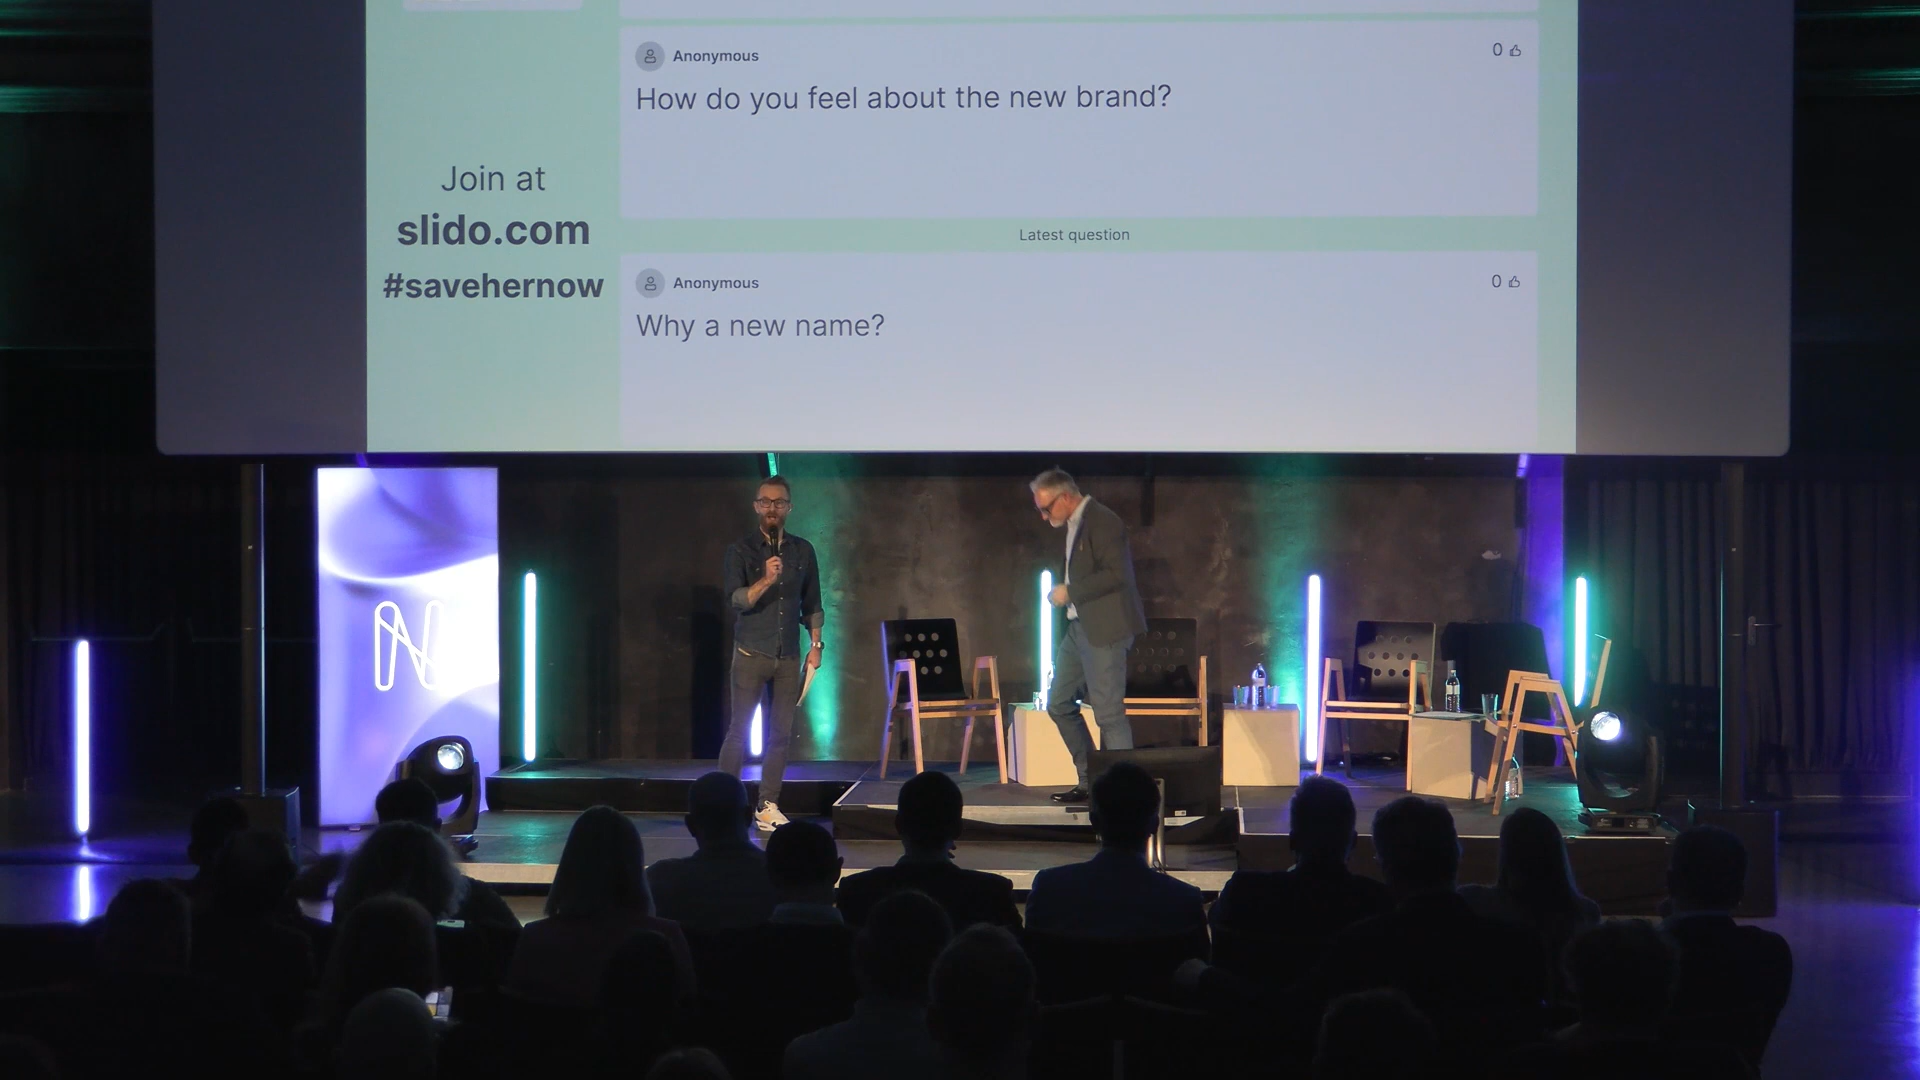 Anonymous
0
How do you feel about the new brand?
Join at
slido.com
#savehernow
Latest question
Anonymous
0
Why a new name?
N